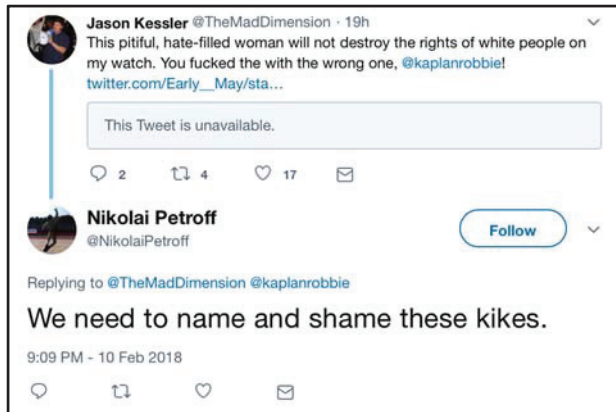 Jason Kessler @TheMadDimension · 19h
This pitiful, hate-filled woman will not destroy the rights of white people on
my watch. You fucked the with the wrong one, @kaplanrobbie!
twitter.com/Early__May/sta…
This Tweet is unavailable.
2 4 17
Nikolai Petroff
@NikolaiPetroff
Follow
Replying to @TheMadDimension @kaplanrobbie
We need to name and shame these kikes.
9:09 PM - 10 Feb 2018